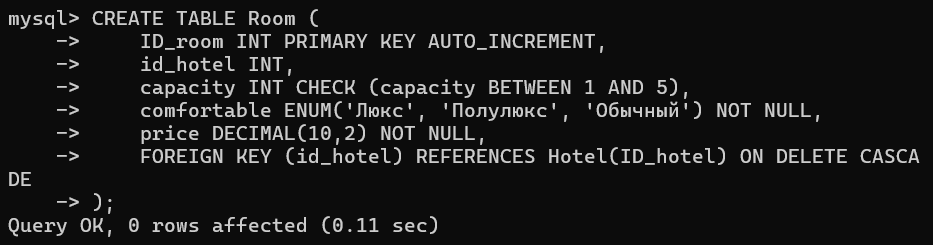 mysql> CREATE TABLE Room (
    ->     ID_room INT PRIMARY KEY AUTO_INCREMENT,
    ->     id_hotel INT,
    ->     capacity INT CHECK (capacity BETWEEN 1 AND 5),
    ->     comfortable ENUM('Люкс', 'Полулюкс', 'Обычный') NOT NULL,
    ->     price DECIMAL(10,2) NOT NULL,
    ->     FOREIGN KEY (id_hotel) REFERENCES Hotel(ID_hotel) ON DELETE CASCA
DE
    -> );
Query OK, 0 rows affected (0.11 sec)